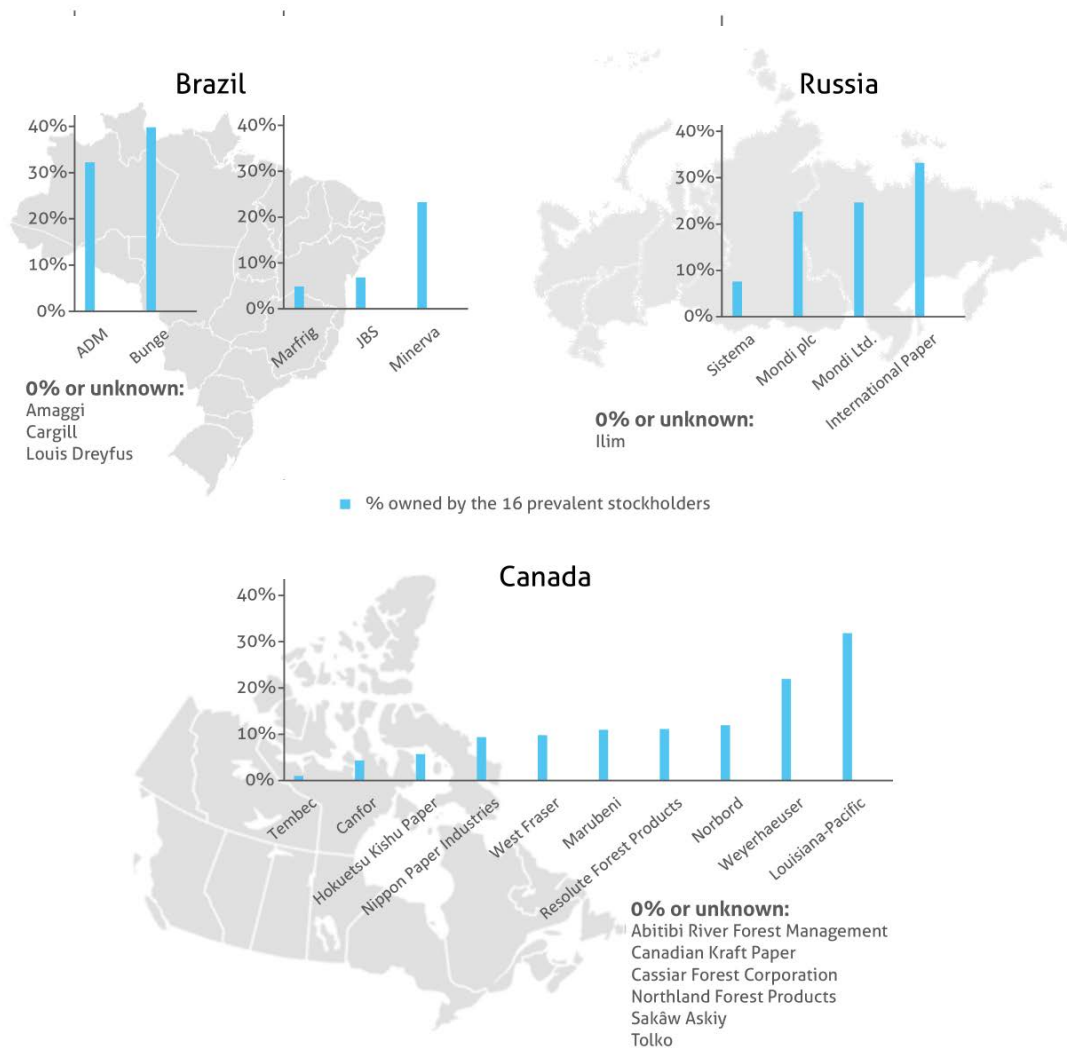 Brazil
40%
30%
20%
10%
0%
ADM
Bunge
40%
30%
20%
10%
0%
Marfrig
JBS
Minerva
0% or unknown:
Amaggi
Cargill
Louis Dreyfus
Russia
40%
30%
20%
10%
0%
Sistema
Mondi plc
Mondi Ltd.
International Paper
0% or unknown:
Ilim
% owned by the 16 prevalent stockholders
Canada
40%
30%
20%
10%
0%
Tembec
Canfor
Hokuetsu Kishu Paper
Nippon Paper Industries
West Fraser
Marubeni
Resolute Forest Products
Norbord
Weyerhaeuser
Louisiana-Pacific
0% or unknown:
Abitibi River Forest Management
Canadian Kraft Paper
Cassiar Forest Corporation
Northland Forest Products
Sakâw Askiy
Tolko